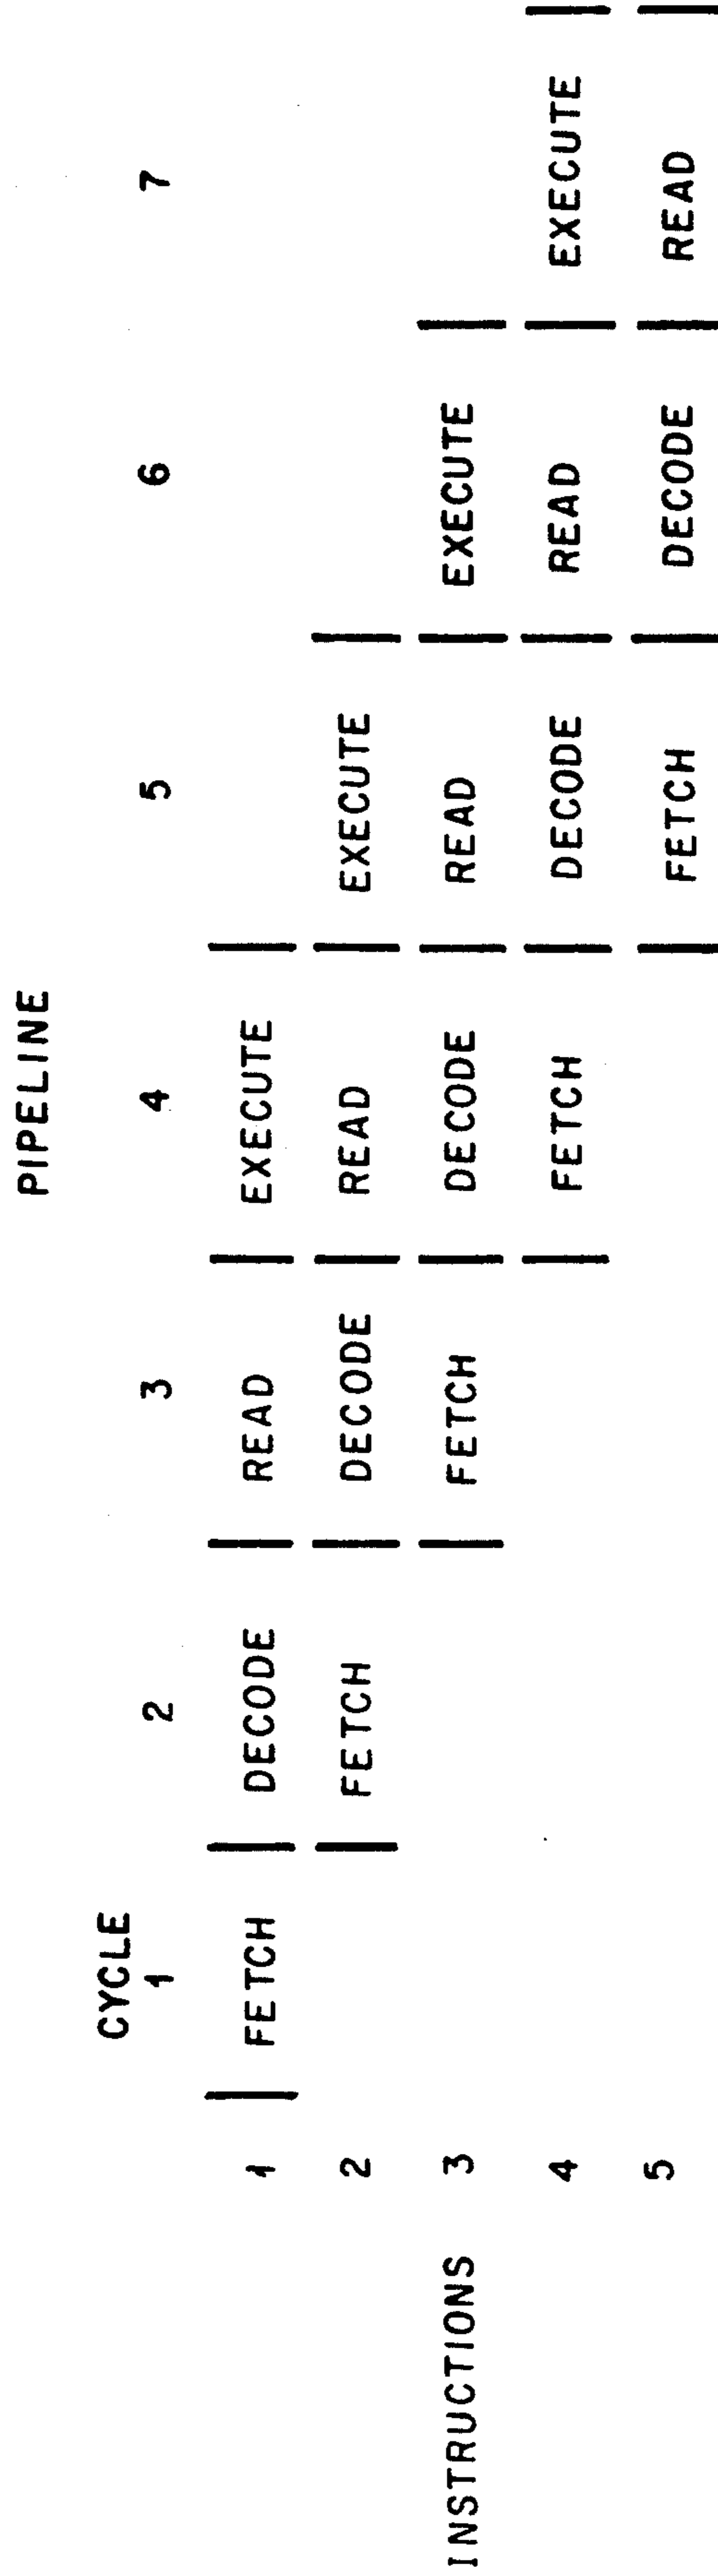 PIPELINE
CYCLE
1 2 3 4 5 6 7
1 FETCH DECODE READ EXECUTE
2 FETCH DECODE READ EXECUTE
INSTRUCTIONS 3 FETCH DECODE READ EXECUTE
4 FETCH DECODE READ EXECUTE
5 FETCH DECODE READ